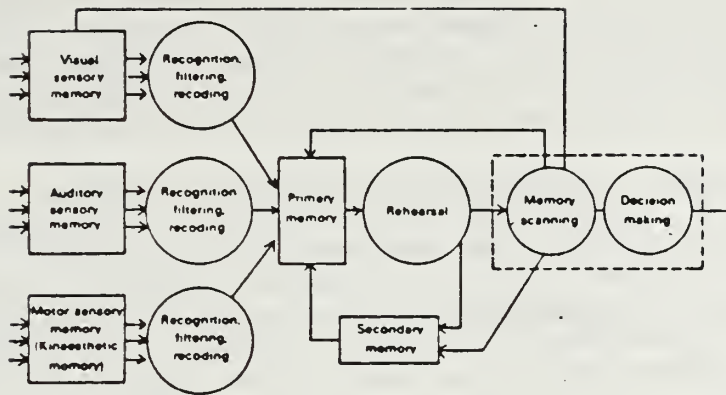 Visual
sensory
memory
Recognition,
filtering,
recoding
Auditory
sensory
memory
Recognition
filtering,
recoding
Primary
memory
Rehearsal
Memory
scanning
Decision
making
Motor sensory
memory
(Kinaesthetic
memory)
Recognition,
filtering,
recoding
Secondary
memory